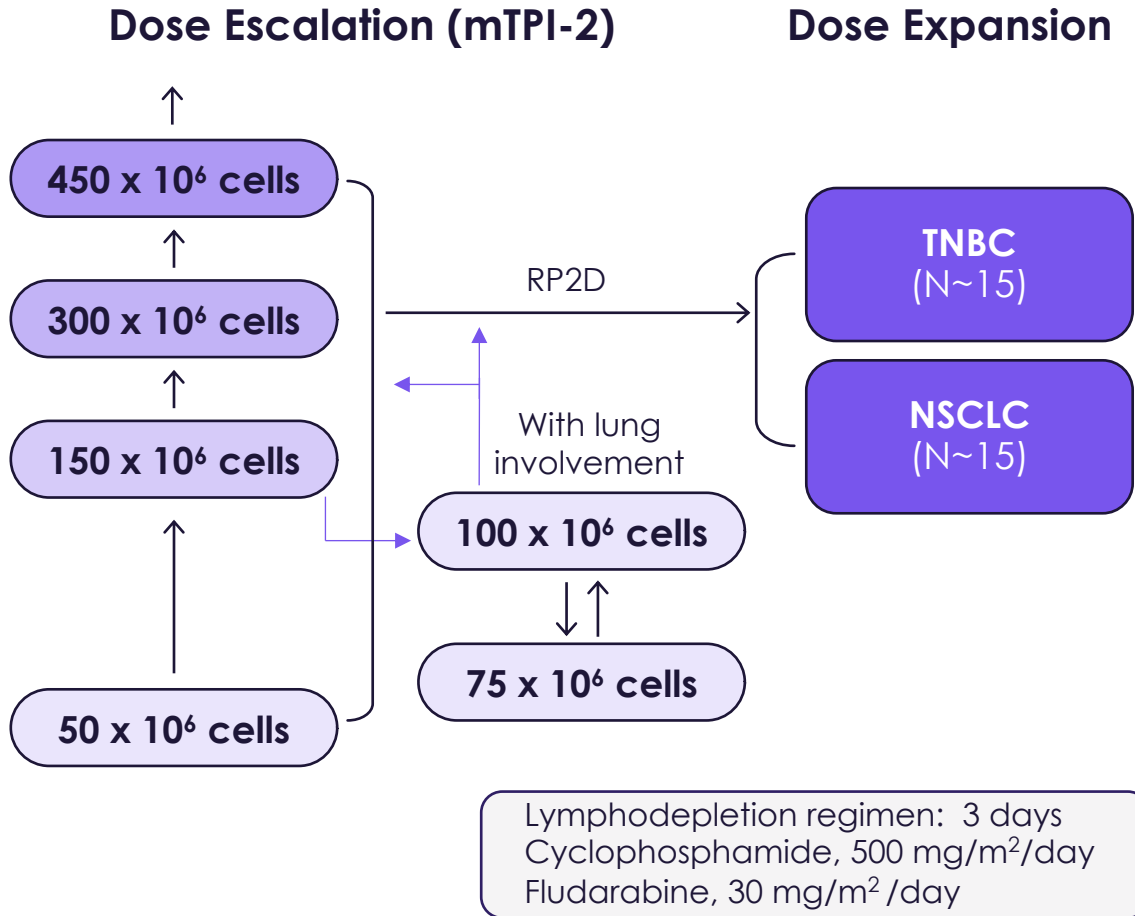 Dose Escalation (mTPI-2)
Dose Expansion
450 x 10⁶ cells
300 x 10⁶ cells
150 x 10⁶ cells
50 x 10⁶ cells
RP2D
With lung
involvement
100 x 10⁶ cells
75 x 10⁶ cells
TNBC
(N~15)
NSCLC
(N~15)
Lymphodepletion regimen: 3 days
Cyclophosphamide, 500 mg/m²/day
Fludarabine, 30 mg/m² /day